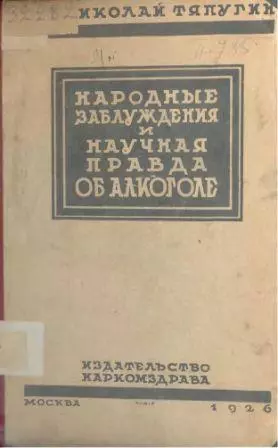 НИКОЛАЙ ТЯПУГИН
НАРОДНЫЕ
ЗАБЛУЖДЕНИЯ
И
НАУЧНАЯ
ПРАВДА
ОБ АЛКОГОЛЕ
ИЗДАТЕЛЬСТВО
НАРКОМЗДРАВА
МОСКВА 1926